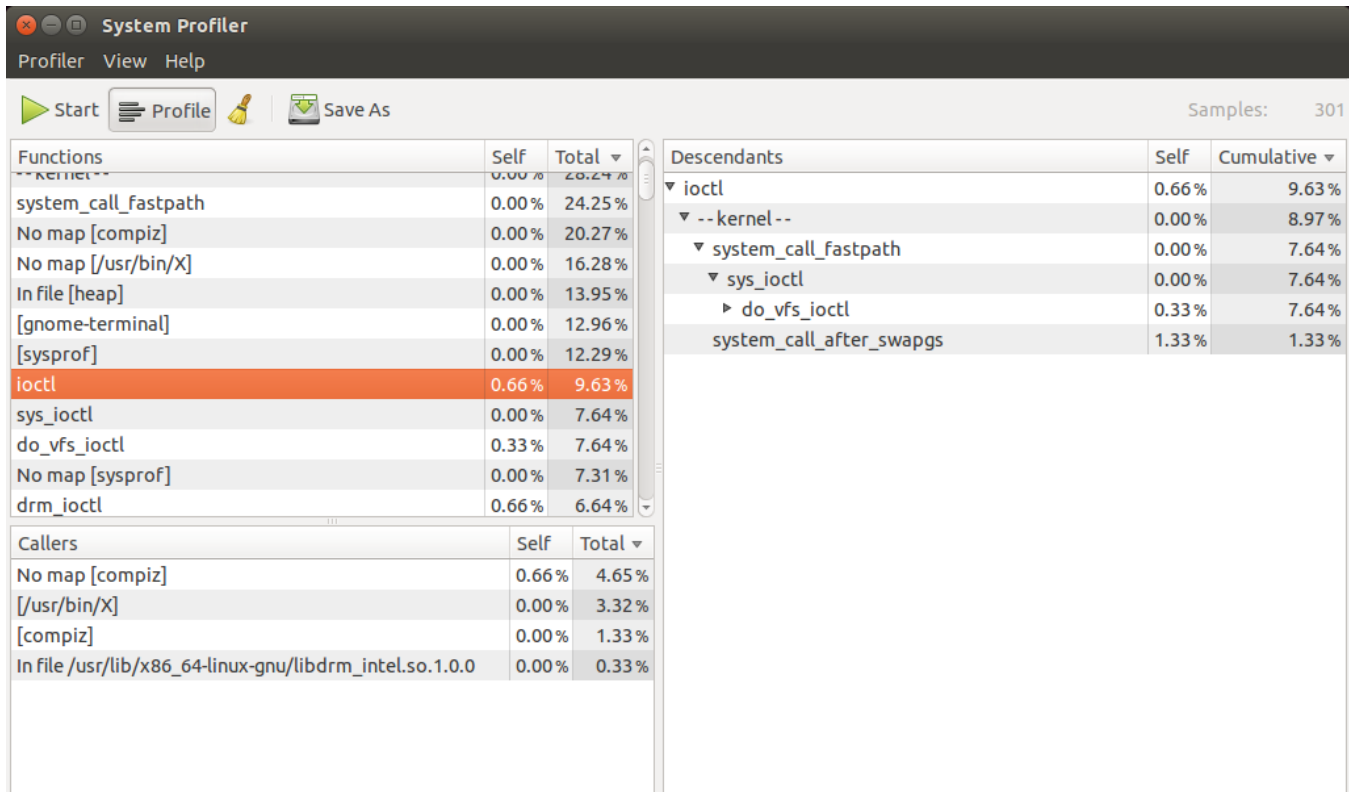 System Profiler
Profiler View Help
Start Profile Save As Samples: 301
Functions Self Total
--kernel-- 0.00% 28.24%
system_call_fastpath 0.00% 24.25%
No map [compiz] 0.00% 20.27%
No map [/usr/bin/X] 0.00% 16.28%
In file [heap] 0.00% 13.95%
[gnome-terminal] 0.00% 12.96%
[sysprof] 0.00% 12.29%
ioctl 0.66% 9.63%
sys_ioctl 0.00% 7.64%
do_vfs_ioctl 0.33% 7.64%
No map [sysprof] 0.00% 7.31%
drm_ioctl 0.66% 6.64%
Callers Self Total
No map [compiz] 0.66% 4.65%
[/usr/bin/X] 0.00% 3.32%
[compiz] 0.00% 1.33%
In file /usr/lib/x86_64-linux-gnu/libdrm_intel.so.1.0.0 0.00% 0.33%
Descendants Self Cumulative
ioctl 0.66% 9.63%
--kernel-- 0.00% 8.97%
system_call_fastpath 0.00% 7.64%
sys_ioctl 0.00% 7.64%
do_vfs_ioctl 0.33% 7.64%
system_call_after_swapgs 1.33% 1.33%